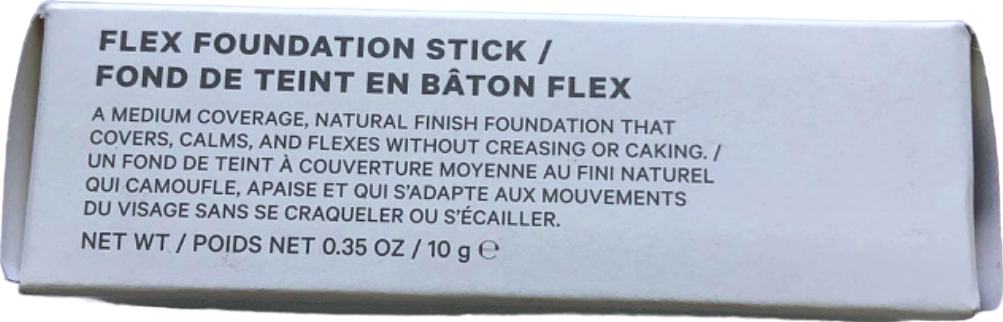 FLEX FOUNDATION STICK /
FOND DE TEINT EN BÂTON FLEX
A MEDIUM COVERAGE, NATURAL FINISH FOUNDATION THAT
COVERS, CALMS, AND FLEXES WITHOUT CREASING OR CAKING. /
UN FOND DE TEINT À COUVERTURE MOYENNE AU FINI NATUREL
QUI CAMOUFLE, APAISE ET QUI S'ADAPTE AUX MOUVEMENTS
DU VISAGE SANS SE CRAQUELER OU S'ÉCAILLER.
NET WT. / POIDS NET 0.35 OZ / 10 g ℮